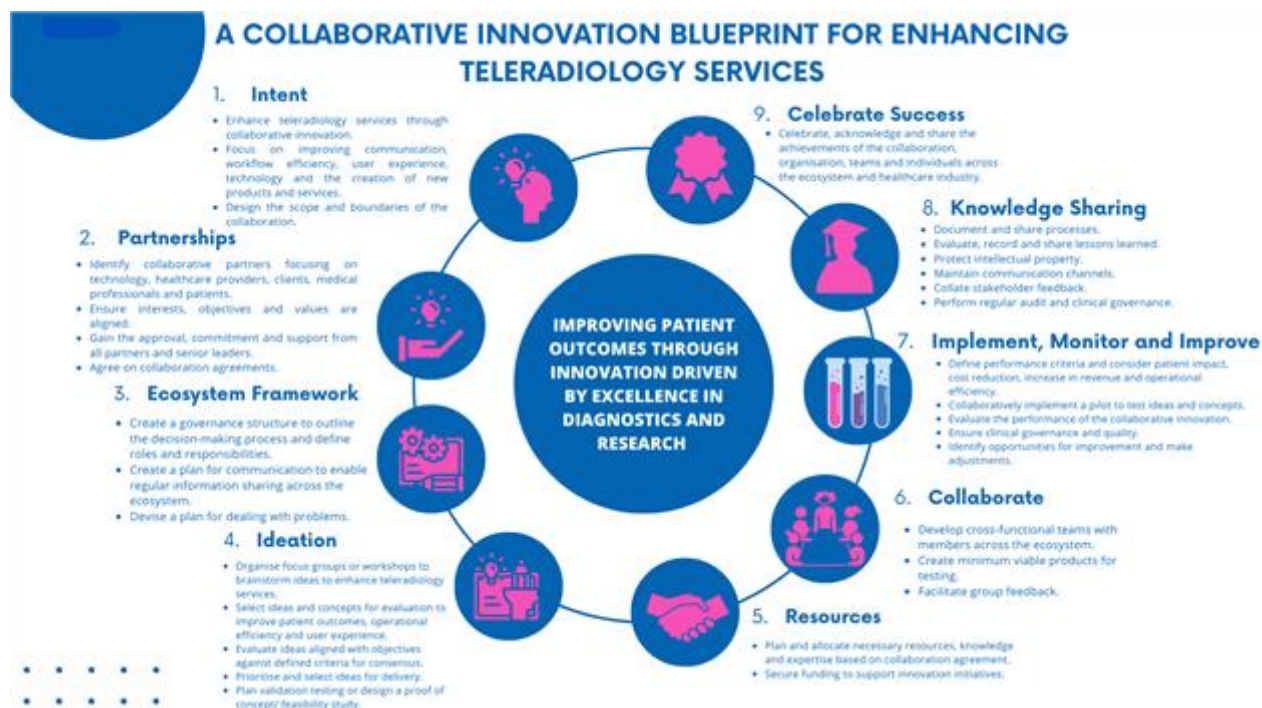 A COLLABORATIVE INNOVATION BLUEPRINT FOR ENHANCING
TELERADIOLOGY SERVICES
1. Intent
• Enhance teleradiology services through
collaborative innovation.
• Focus on improving communication,
workflow efficiency, user experience,
technology and the creation of new
products and services.
• Design the scope and boundaries of the
collaboration.
2. Partnerships
• Identify collaborative partners focusing on
technology, healthcare providers, clients, medical
professionals and patients.
• Ensure interests, objectives and values are
aligned.
• Gain the approval, commitment and support from
all partners and senior leaders.
• Agree on collaboration agreements.
3. Ecosystem Framework
• Create a governance structure to outline
the decision-making process and define
roles and responsibilities.
• Create a plan for communication to enable
regular information sharing across the
ecosystem.
• Devise a plan for dealing with problems.
4. Ideation
• Organise focus groups or workshops to
brainstorm ideas to enhance teleradiology
services.
• Select ideas and concepts for evaluation to
improve patient outcomes, operational
efficiency and user experience.
• Evaluate ideas aligned with objectives
against defined criteria for consensus.
• Prioritise and select ideas for delivery.
• Plan validation testing or design a proof of
concept/ feasibility study.
5. Resources
• Plan and allocate necessary resources, knowledge
and expertise based on collaboration agreement.
• Secure funding to support innovation initiatives.
6. Collaborate
• Develop cross-functional teams with
members across the ecosystem.
• Create minimum viable products for
testing.
• Facilitate group feedback.
7. Implement, Monitor and Improve
• Define performance criteria and consider patient impact,
cost reduction, increase in revenue and operational
efficiency.
• Collaboratively implement a pilot to test ideas and concepts.
• Evaluate the performance of the collaborative innovation.
• Ensure clinical governance and quality.
• Identify opportunities for improvement and make
adjustments.
8. Knowledge Sharing
• Document and share processes.
• Evaluate, record and share lessons learned.
• Protect intellectual property.
• Maintain communication channels.
• Collate stakeholder feedback.
• Perform regular audit and clinical governance.
9. Celebrate Success
• Celebrate, acknowledge and share the
achievements of the collaboration,
organisation, teams and individuals across
the ecosystem and healthcare industry.
IMPROVING PATIENT
OUTCOMES THROUGH
INNOVATION DRIVEN
BY EXCELLENCE IN
DIAGNOSTICS AND
RESEARCH